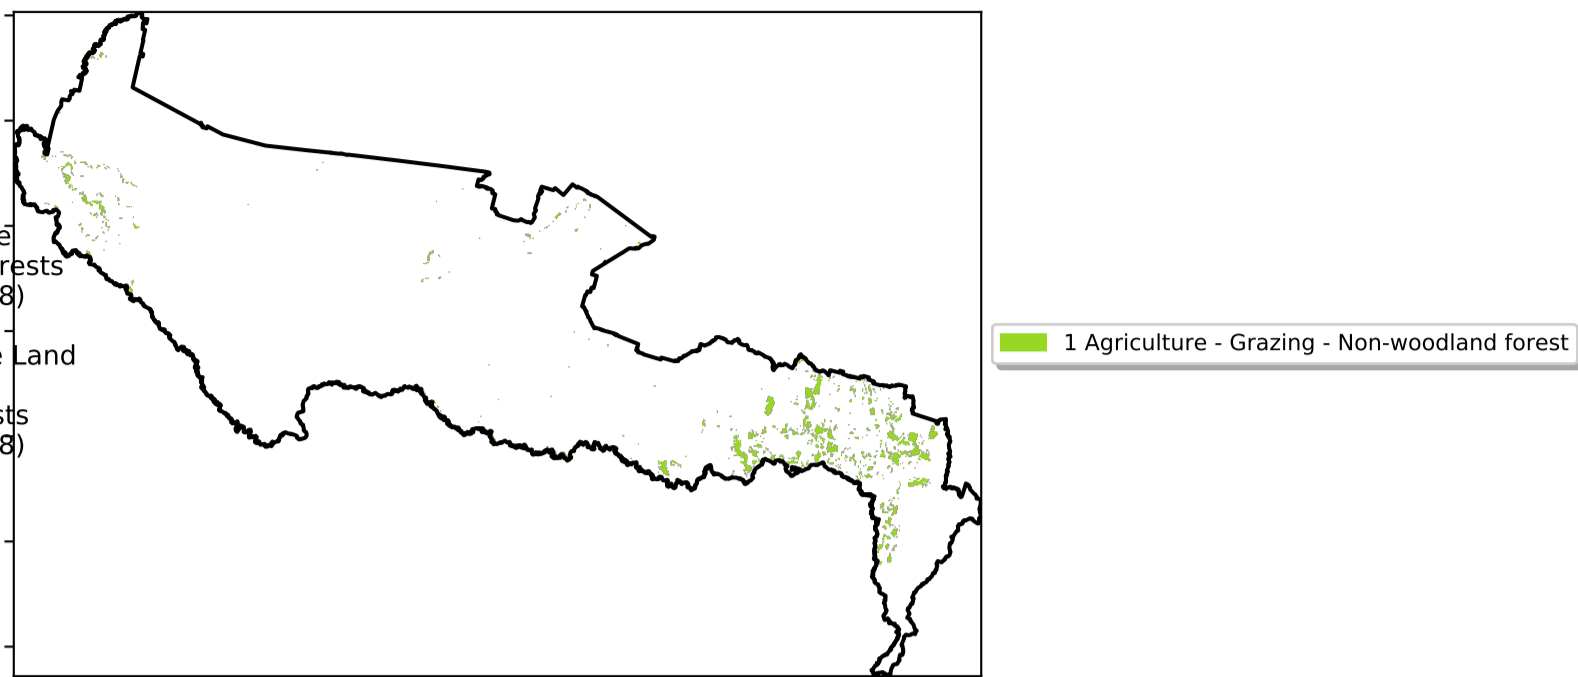 e
rests
8)
e Land
sts
8)
1 Agriculture - Grazing - Non-woodland forest